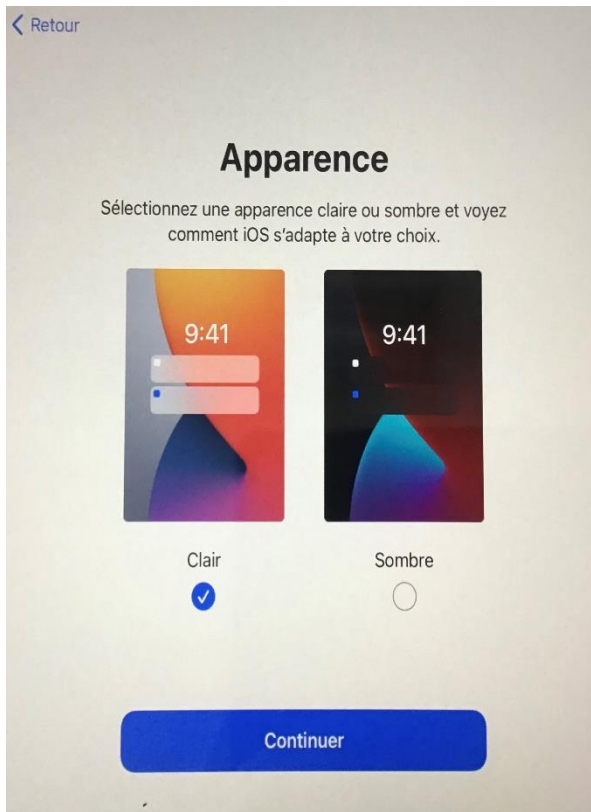 Retour
Apparence
Sélectionnez une apparence claire ou sombre et voyez
comment iOS s'adapte à votre choix.
9:41
9:41
Clair
Sombre
Continuer